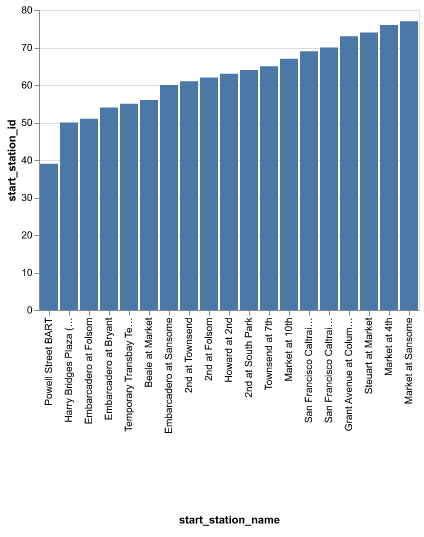 80
70
60
50
40
30
20
10
0
start_station_id
Powell Street BART
Harry Bridges Plaza (…
Embarcadero at Folsom
Embarcadero at Bryant
Temporary Transbay Te…
Beale at Market
Embarcadero at Sansome
2nd at Townsend
2nd at Folsom
Howard at 2nd
2nd at South Park
Townsend at 7th
Market at 10th
San Francisco Caltrai…
San Francisco Caltrai…
Grant Avenue at Colum…
Steuart at Market
Market at 4th
Market at Sansome
start_station_name